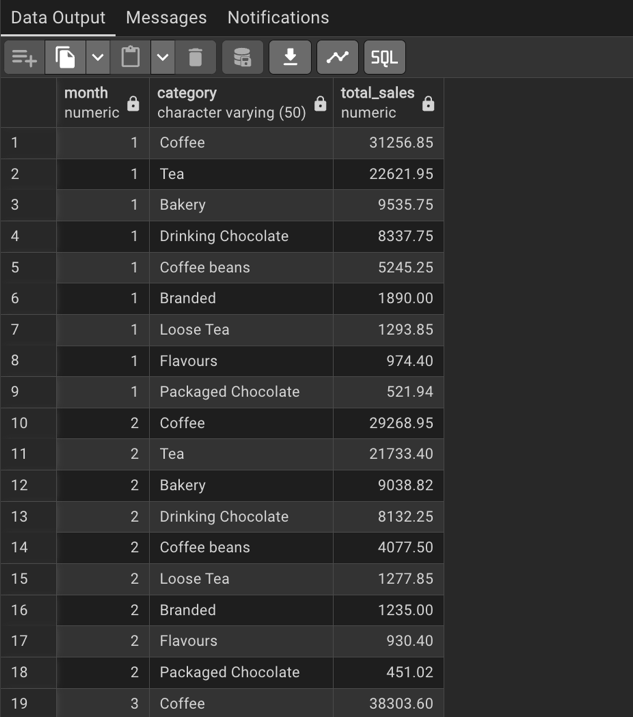 Data Output Messages Notifications
SQL
month category total_sales
numeric character varying (50) numeric
1 1 Coffee 31256.85
2 1 Tea 22621.95
3 1 Bakery 9535.75
4 1 Drinking Chocolate 8337.75
5 1 Coffee beans 5245.25
6 1 Branded 1890.00
7 1 Loose Tea 1293.85
8 1 Flavours 974.40
9 1 Packaged Chocolate 521.94
10 2 Coffee 29268.95
11 2 Tea 21733.40
12 2 Bakery 9038.82
13 2 Drinking Chocolate 8132.25
14 2 Coffee beans 4077.50
15 2 Loose Tea 1277.85
16 2 Branded 1235.00
17 2 Flavours 930.40
18 2 Packaged Chocolate 451.02
19 3 Coffee 38303.60